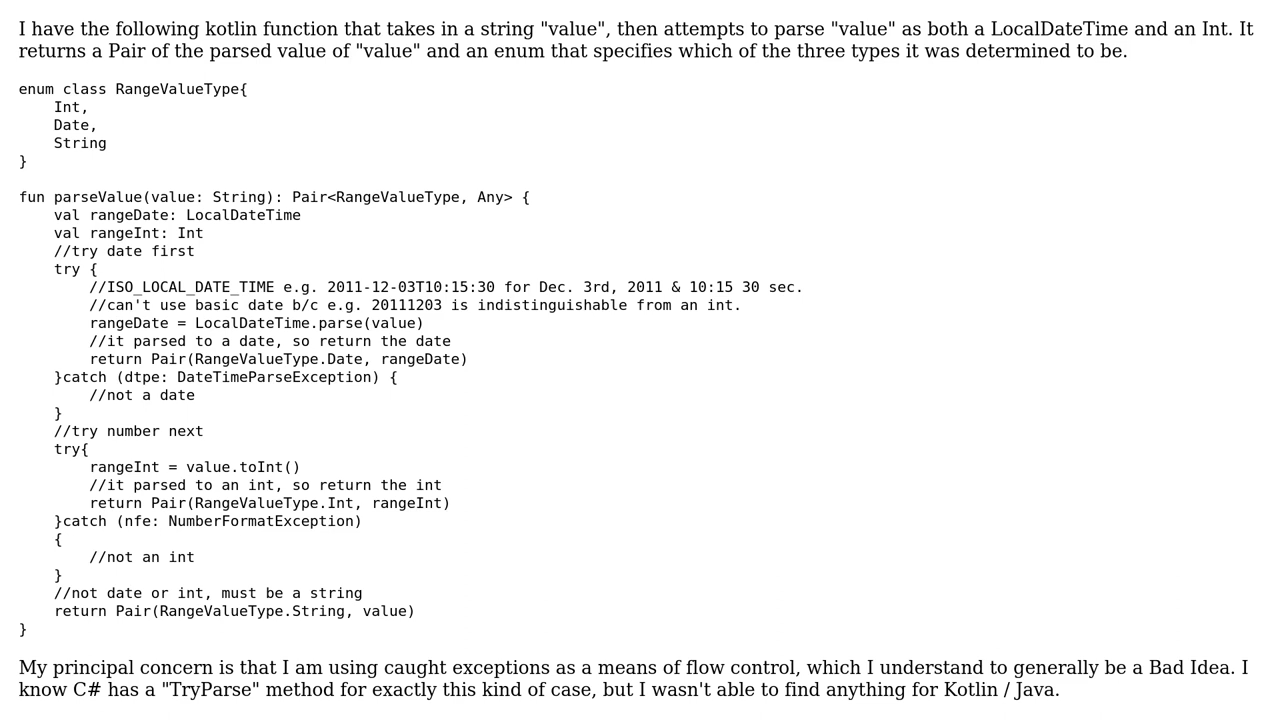 I have the following kotlin function that takes in a string "value", then attempts to parse "value" as both a LocalDateTime and an Int. It
returns a Pair of the parsed value of "value" and an enum that specifies which of the three types it was determined to be.
enum class RangeValueType{
    Int,
    Date,
    String
}
fun parseValue(value: String): Pair<RangeValueType, Any> {
    val rangeDate: LocalDateTime
    val rangeInt: Int
    //try date first
    try {
        //ISO_LOCAL_DATE_TIME e.g. 2011-12-03T10:15:30 for Dec. 3rd, 2011 & 10:15 30 sec.
        //can't use basic date b/c e.g. 20111203 is indistinguishable from an int.
        rangeDate = LocalDateTime.parse(value)
        //it parsed to a date, so return the date
        return Pair(RangeValueType.Date, rangeDate)
    }catch (dtpe: DateTimeParseException) {
        //not a date
    }
    //try number next
    try{
        rangeInt = value.toInt()
        //it parsed to an int, so return the int
        return Pair(RangeValueType.Int, rangeInt)
    }catch (nfe: NumberFormatException)
    {
        //not an int
    }
    //not date or int, must be a string
    return Pair(RangeValueType.String, value)
}
My principal concern is that I am using caught exceptions as a means of flow control, which I understand to generally be a Bad Idea. I
know C# has a "TryParse" method for exactly this kind of case, but I wasn't able to find anything for Kotlin / Java.